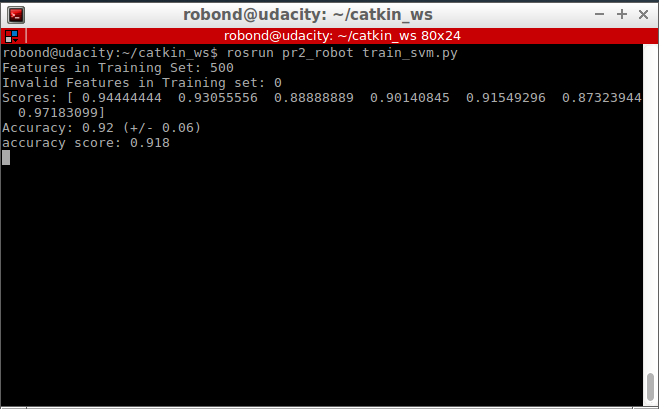 robond@udacity: ~/catkin_ws
robond@udacity: ~/catkin_ws 80x24
robond@udacity:~/catkin_ws$ rosrun pr2_robot train_svm.py
Features in Training Set: 500
Invalid Features in Training set: 0
Scores: [ 0.94444444  0.93055556  0.88888889  0.90140845  0.91549296  0.87323944
  0.97183099]
Accuracy: 0.92 (+/- 0.06)
accuracy score: 0.918